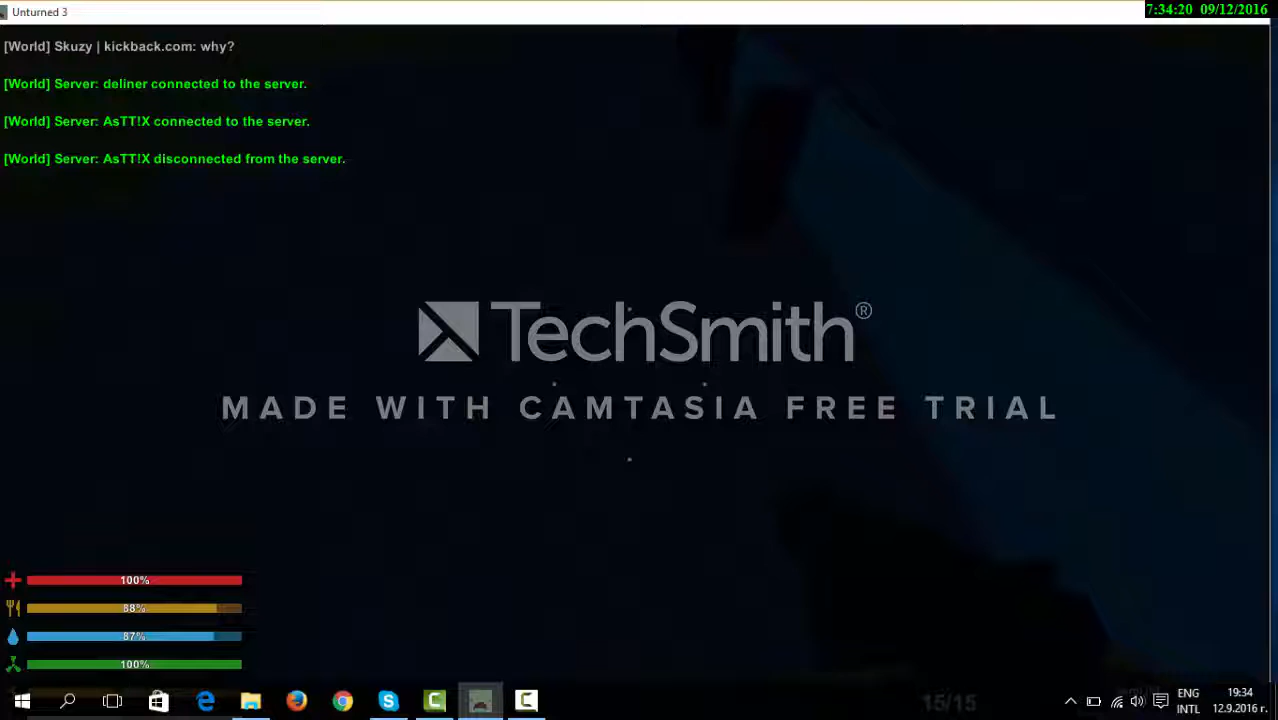 Unturned 3
7:34:20 09/12/2016
[World] Skuzy | kickback.com: why?
[World] Server: deliner connected to the server.
[World] Server: AsTT!X connected to the server.
[World] Server: AsTT!X disconnected from the server.
TechSmith®
MADE WITH CAMTASIA FREE TRIAL
100%
88%
87%
100%
15/15
ENG
INTL
19:34
12.9.2016 г.